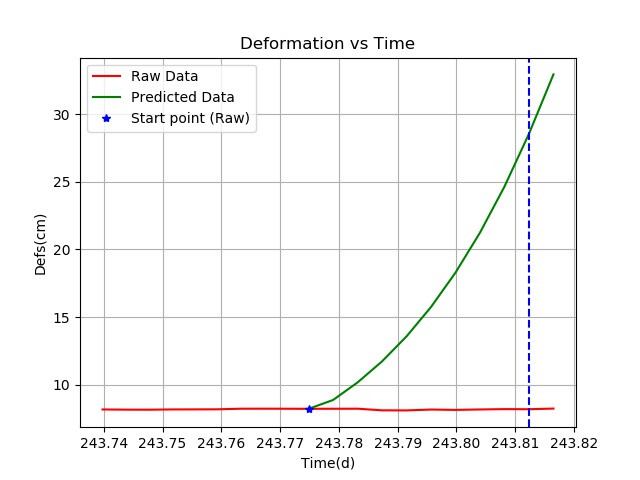 Deformation vs Time
Raw Data
Predicted Data
Start point (Raw)
30
25
20
15
10
Defs(cm)
243.74 243.75 243.76 243.77 243.78 243.79 243.80 243.81 243.82
Time(d)